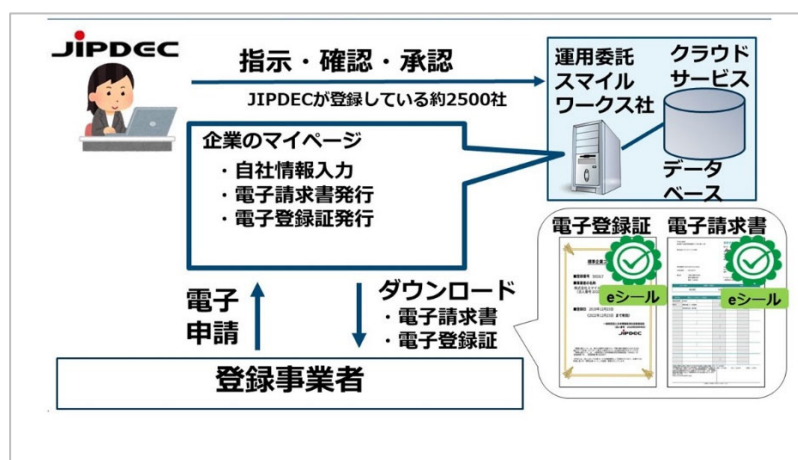 JIPDEC
指示・確認・承認
JIPDECが登録している約2500社
運用委託
スマイル
ワークス社
クラウド
サービス
データ
ベース
企業のマイページ
・自社情報入力
・電子請求書発行
・電子登録証発行
電子
申請
ダウンロード
・電子請求書
・電子登録証
登録事業者
電子登録証
電子請求書
eシール
eシール
JIPDEC